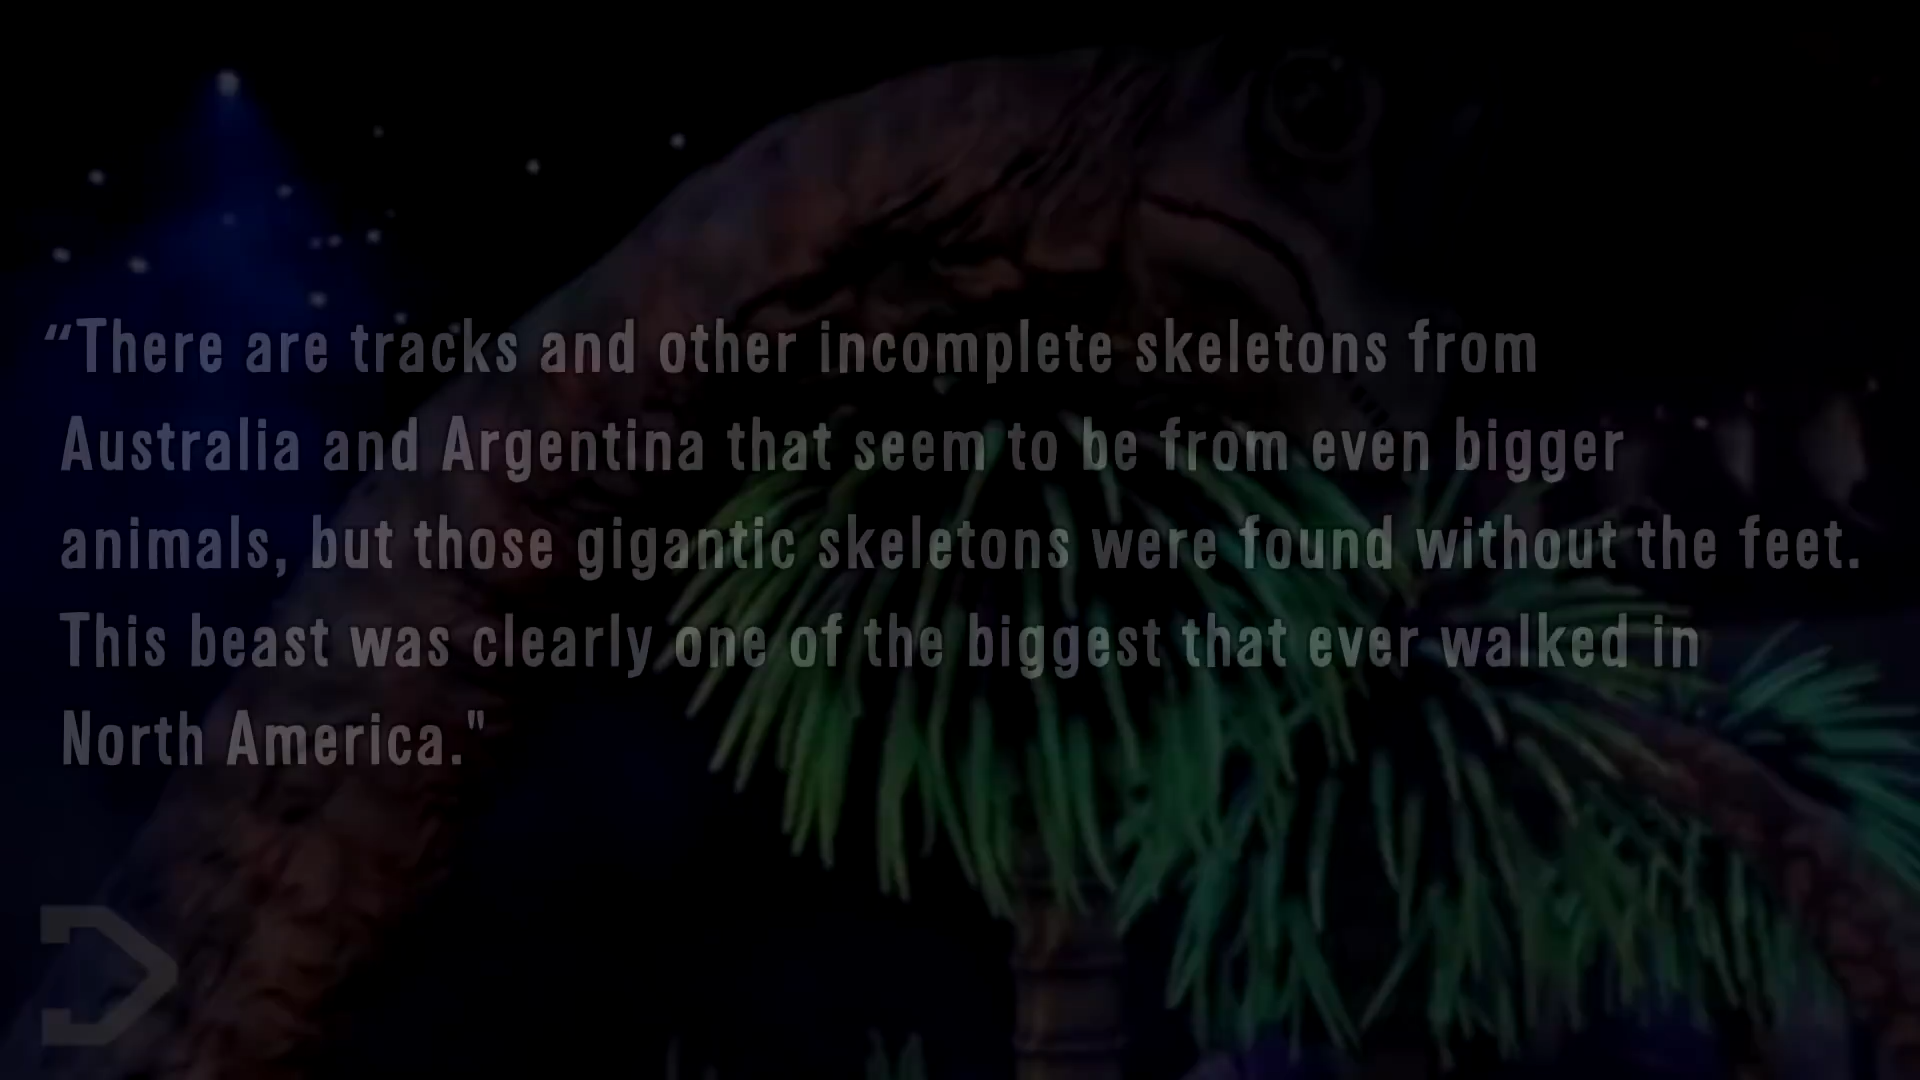 “There are tracks and other incomplete skeletons from
Australia and Argentina that seem to be from even bigger
animals, but those gigantic skeletons were found without the feet.
This beast was clearly one of the biggest that ever walked in
North America."